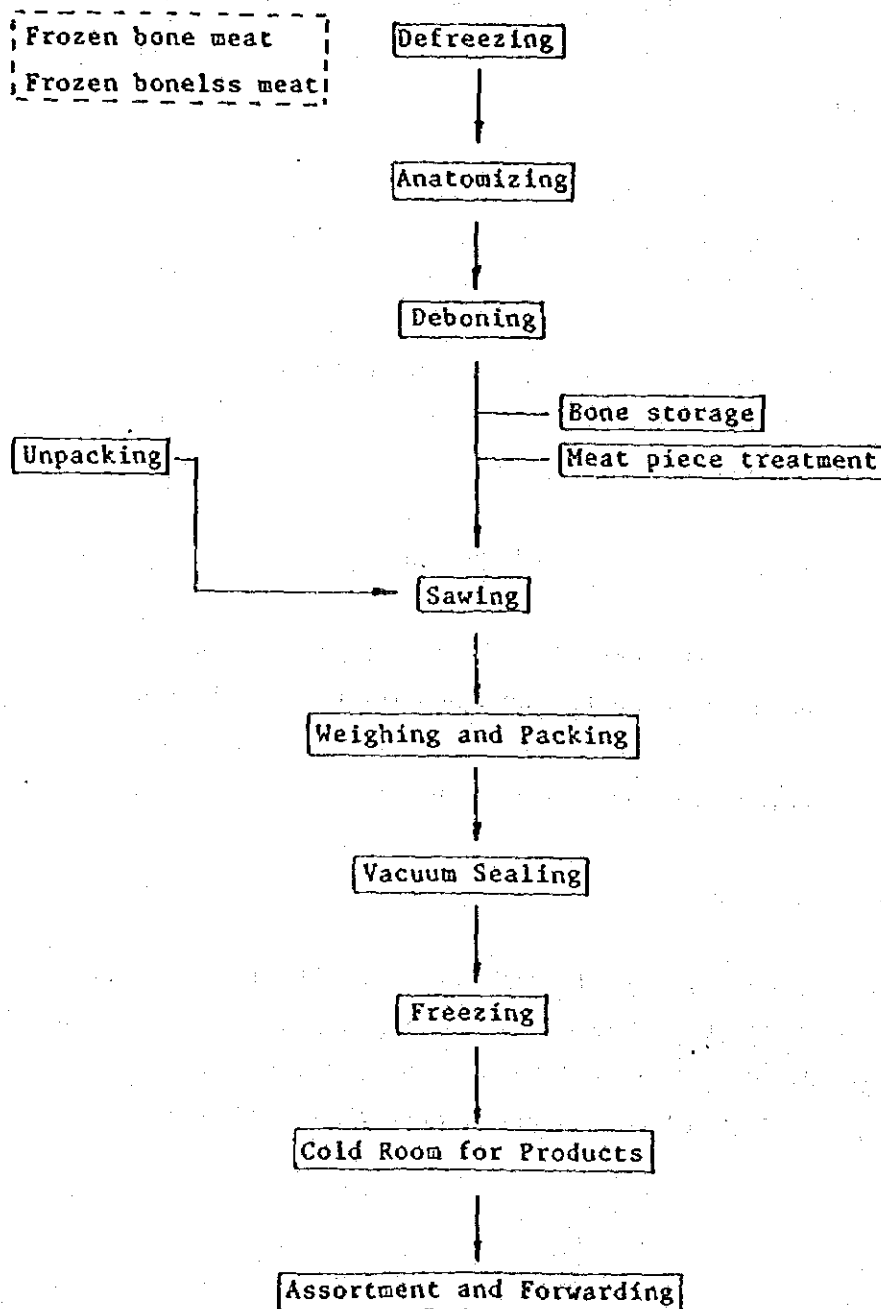 Frozen bone meat
Frozen bonelss meat
Defreezing
Anatomizing
Deboning
Bone storage
Meat piece treatment
Unpacking
Sawing
Weighing and Packing
Vacuum Sealing
Freezing
Cold Room for Products
Assortment and Forwarding